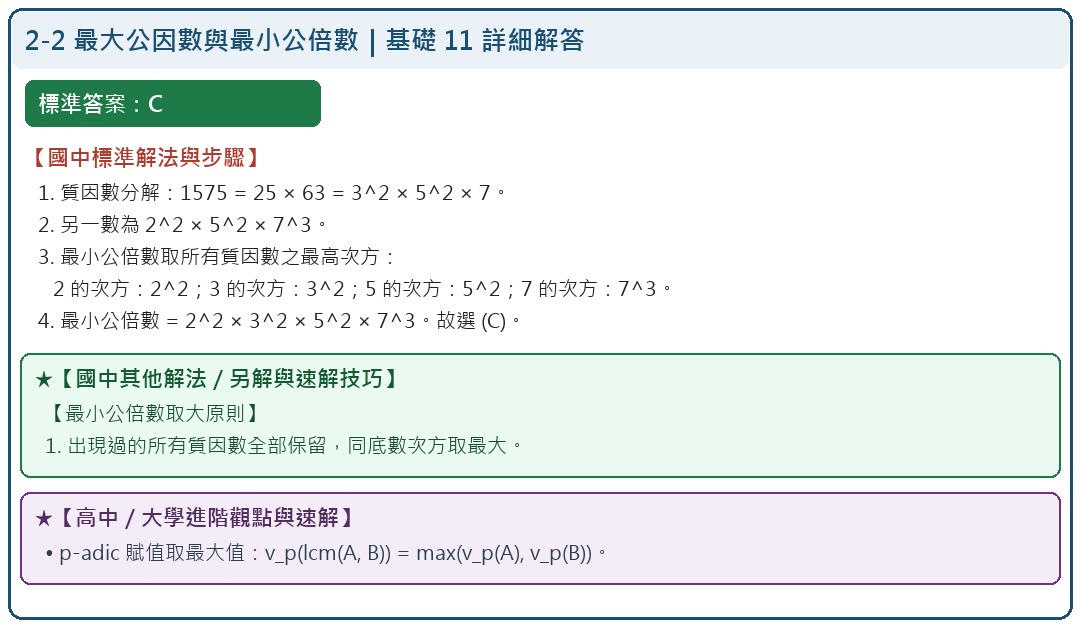 2-2 最大公因數與最小公倍數 | 基礎 11 詳細解答
標準答案：C
【國中標準解法與步驟】
1. 質因數分解：1575 = 25 × 63 = 3^2 × 5^2 × 7。
2. 另一數為 2^2 × 5^2 × 7^3。
3. 最小公倍數取所有質因數之最高次方：
2 的次方：2^2；3 的次方：3^2；5 的次方：5^2；7 的次方：7^3。
4. 最小公倍數 = 2^2 × 3^2 × 5^2 × 7^3。故選 (C)。
★【國中其他解法 / 另解與速解技巧】
【最小公倍數取大原則】
1. 出現過的所有質因數全部保留，同底數次方取最大。
★【高中 / 大學進階觀點與速解】
• p-adic 賦值取最大值：v_p(lcm(A, B)) = max(v_p(A), v_p(B))。